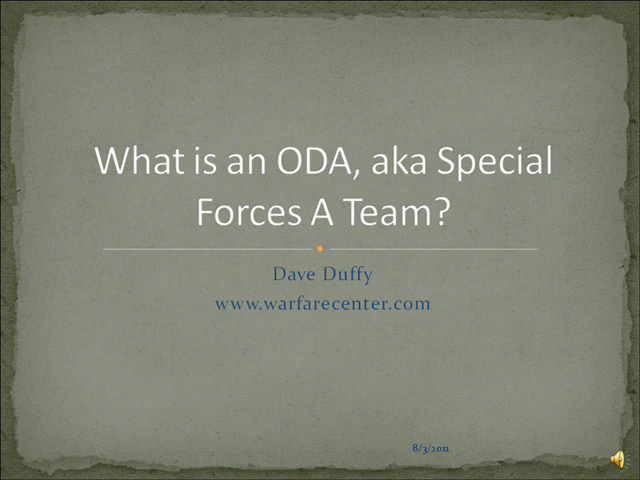 What is an ODA, aka Special
Forces A Team?
Dave Duffy
www.warfarecenter.com
8/3/2011